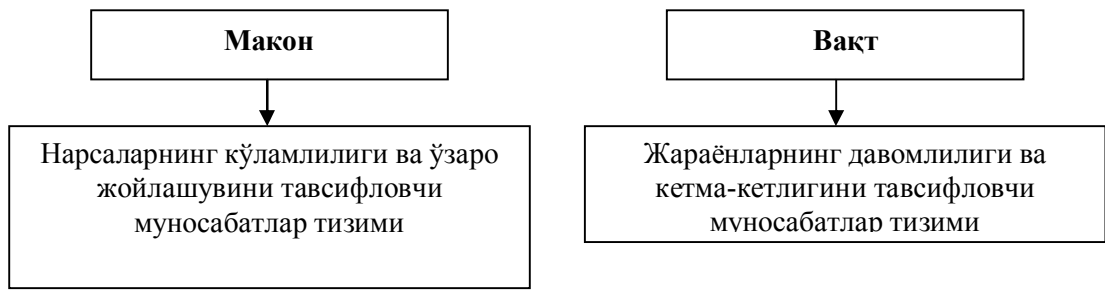 Макон
Вақт
Нарсаларнинг кўламлилиги ва ўзаро
жойлашувини тавсифловчи
муносабатлар тизими
Жараёнларнинг давомлилиги ва
кетма-кетлигини тавсифловчи
муносабатлар тизими